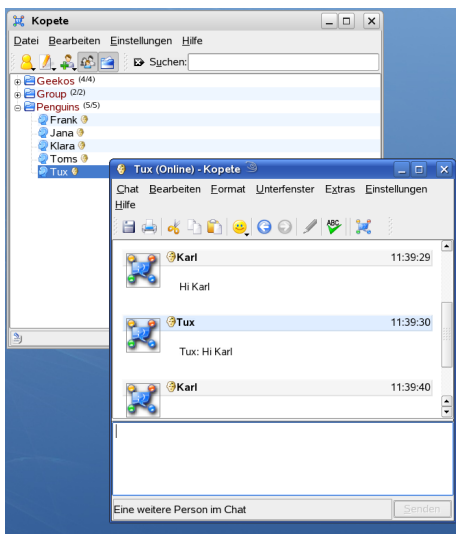 Kopete
Datei Bearbeiten Einstellungen Hilfe
Suchen:
Geekos (4/4)
Group (2/2)
Penguins (5/5)
Frank
Jana
Klara
Toms
Tux
Tux (Online) - Kopete
Chat Bearbeiten Format Unterfenster Extras Einstellungen
Hilfe
ABC
Karl 11:39:29
Hi Karl
Tux 11:39:30
Tux: Hi Karl
Karl 11:39:40
Eine weitere Person im Chat
Senden